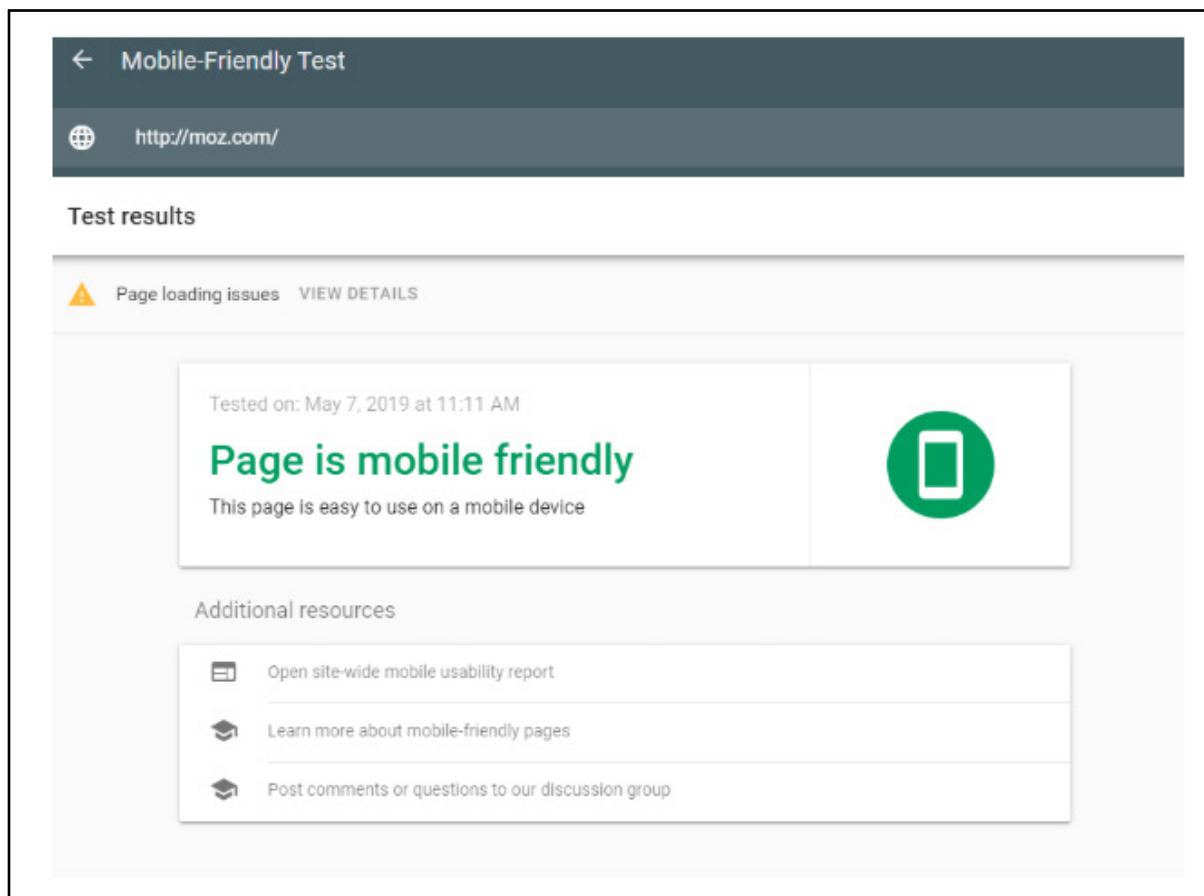 Mobile-Friendly Test
http://moz.com/
Test results
Page loading issues VIEW DETAILS
Tested on: May 7, 2019 at 11:11 AM
Page is mobile friendly
This page is easy to use on a mobile device
Additional resources
Open site-wide mobile usability report
Learn more about mobile-friendly pages
Post comments or questions to our discussion group